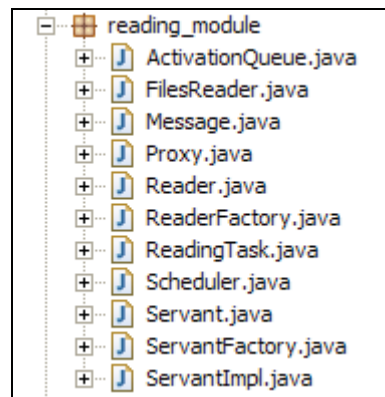 reading_module
ActivationQueue.java
FilesReader.java
Message.java
Proxy.java
Reader.java
ReaderFactory.java
ReadingTask.java
Scheduler.java
Servant.java
ServantFactory.java
ServantImpl.java